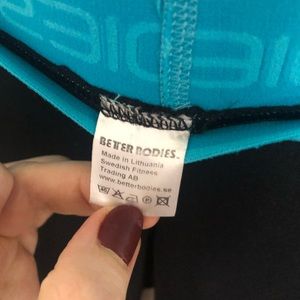 BETTER BODIES.
Made in Lithuania
Swedish Fitness
Trading AB
www.betterbodies.se